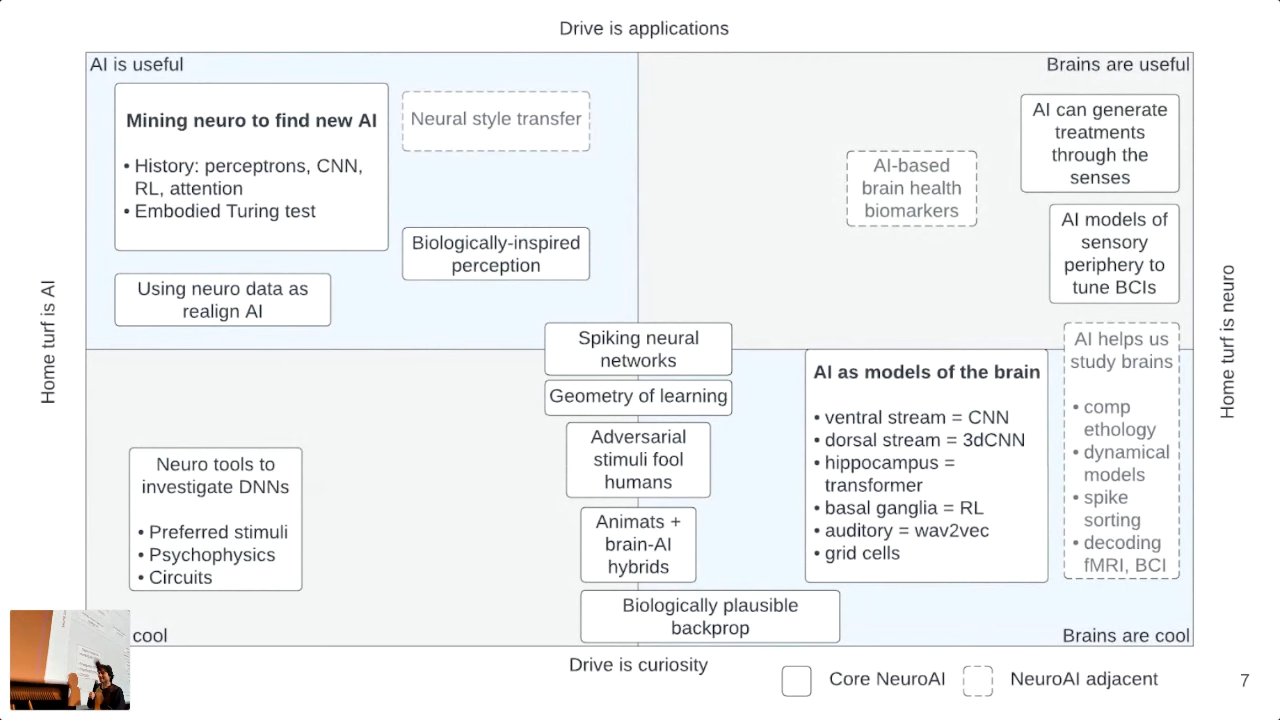 Drive is applications
AI is useful
Brains are useful
Mining neuro to find new AI
• History: perceptrons, CNN,
RL, attention
• Embodied Turing test
Neural style transfer
AI can generate
treatments
through the
senses
AI-based
brain health
biomarkers
AI models of
sensory
periphery to
tune BCIs
Biologically-inspired
perception
Using neuro data as
realign AI
Home turf is AI
Home turf is neuro
Spiking neural
networks
Geometry of learning
Adversarial
stimuli fool
humans
Animats +
brain-AI
hybrids
Biologically plausible
backprop
AI as models of the brain
• ventral stream = CNN
• dorsal stream = 3dCNN
• hippocampus =
transformer
• basal ganglia = RL
• auditory = wav2vec
• grid cells
AI helps us
study brains
• comp
ethology
• dynamical
models
• spike
sorting
• decoding
fMRI, BCI
Neuro tools to
investigate DNNs
• Preferred stimuli
• Psychophysics
• Circuits
cool
Brains are cool
Drive is curiosity
Core NeuroAI
NeuroAI adjacent
7